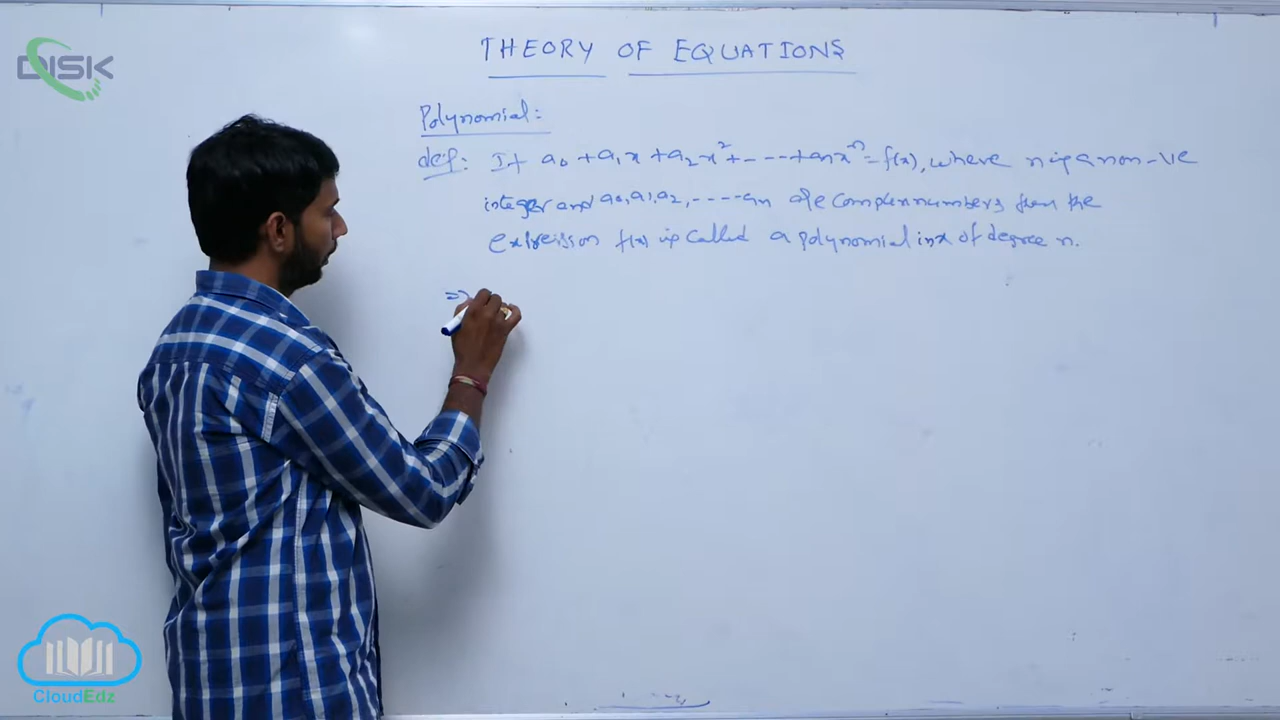 DISK
THEORY OF EQUATIONS
Polynomial:
def: If a₀ + a₁x + a₂x² + - - - + aₙxⁿ = f(x), where n is a non-ve
integer and a₀, a₁, a₂, - - - - aₙ are complex numbers then the
expression f(x) is called a polynomial in x of degree n.
⇒
CloudEdz